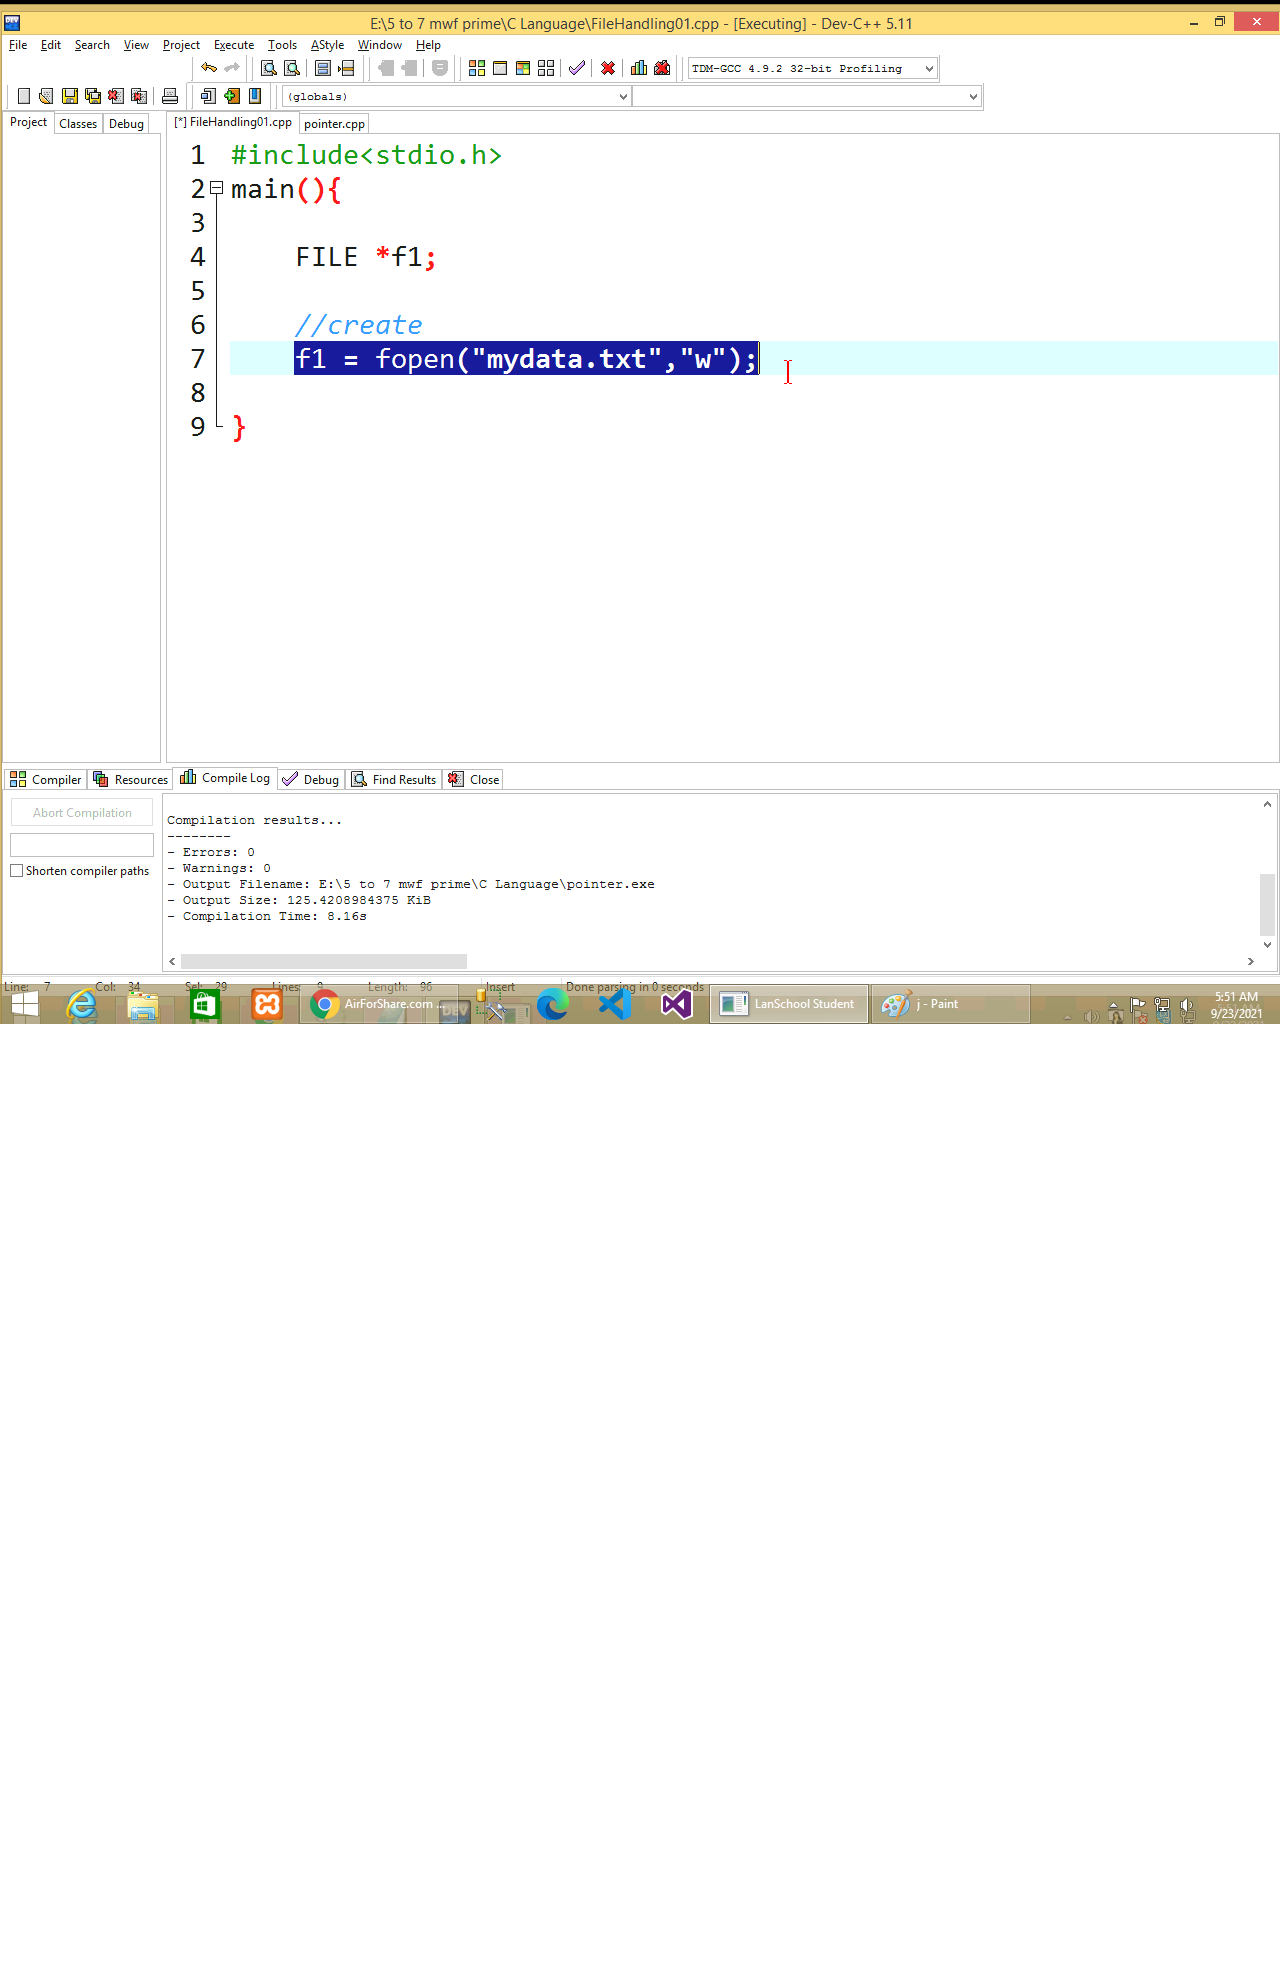 E:\5 to 7 mwf prime\C Language\FileHandling01.cpp - [Executing] - Dev-C++ 5.11
File Edit Search View Project Execute Tools AStyle Window Help
TDM-GCC 4.9.2 32-bit Profiling
(globals)
Project Classes Debug
[*] FileHandling01.cpp pointer.cpp
1 #include<stdio.h>
2 main(){
3
4 FILE *f1;
5
6 //create
7 f1 = fopen("mydata.txt","w");
8
9 }
Compiler Resources Compile Log Debug Find Results Close
Abort Compilation
Shorten compiler paths
Compilation results...
--------
- Errors: 0
- Warnings: 0
- Output Filename: E:\5 to 7 mwf prime\C Language\pointer.exe
- Output Size: 125.4208984375 KiB
- Compilation Time: 8.16s
Line: 7 Col: 34 Sel: 29 Lines: 9 Length: 96 Insert Done parsing in 0 seconds
AirForShare.com ... DEV LanSchool Student j - Paint
5:51 AM
9/23/2021